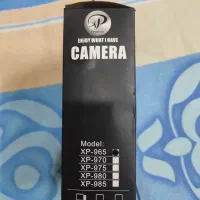 XP
ENJOY WHAT I HAVE
CAMERA
Model:
XP-965
XP-970
XP-975
XP-980
XP-985